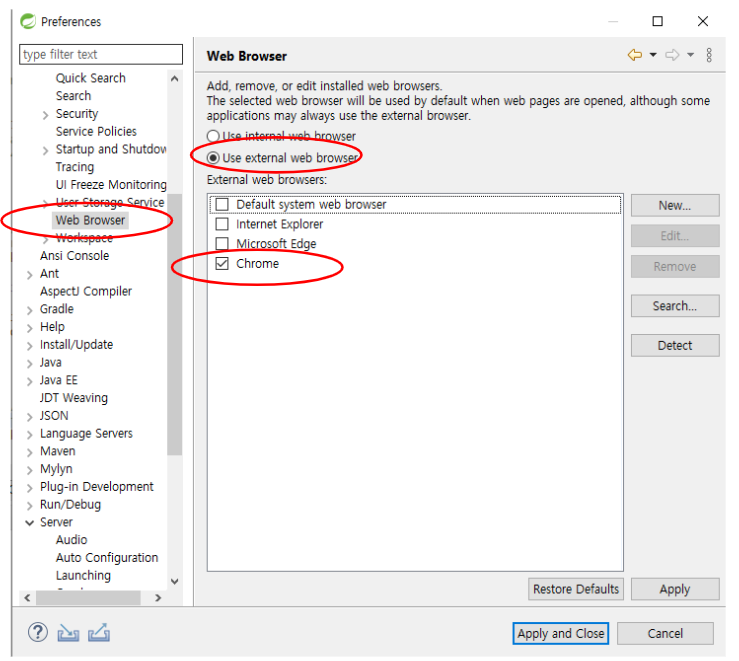 Preferences
type filter text
Quick Search
Search
Security
Service Policies
Startup and Shutdow
Tracing
UI Freeze Monitoring
User Storage Service
Web Browser
Workspace
Ansi Console
Ant
AspectJ Compiler
Gradle
Help
Install/Update
Java
Java EE
JDT Weaving
JSON
Language Servers
Maven
Mylyn
Plug-in Development
Run/Debug
Server
Audio
Auto Configuration
Launching
Web Browser
Add, remove, or edit installed web browsers.
The selected web browser will be used by default when web pages are opened, although some
applications may always use the external browser.
Use internal web browser
Use external web browser
External web browsers:
Default system web browser
Internet Explorer
Microsoft Edge
Chrome
New...
Edit...
Remove
Search...
Detect
Restore Defaults
Apply
Apply and Close
Cancel